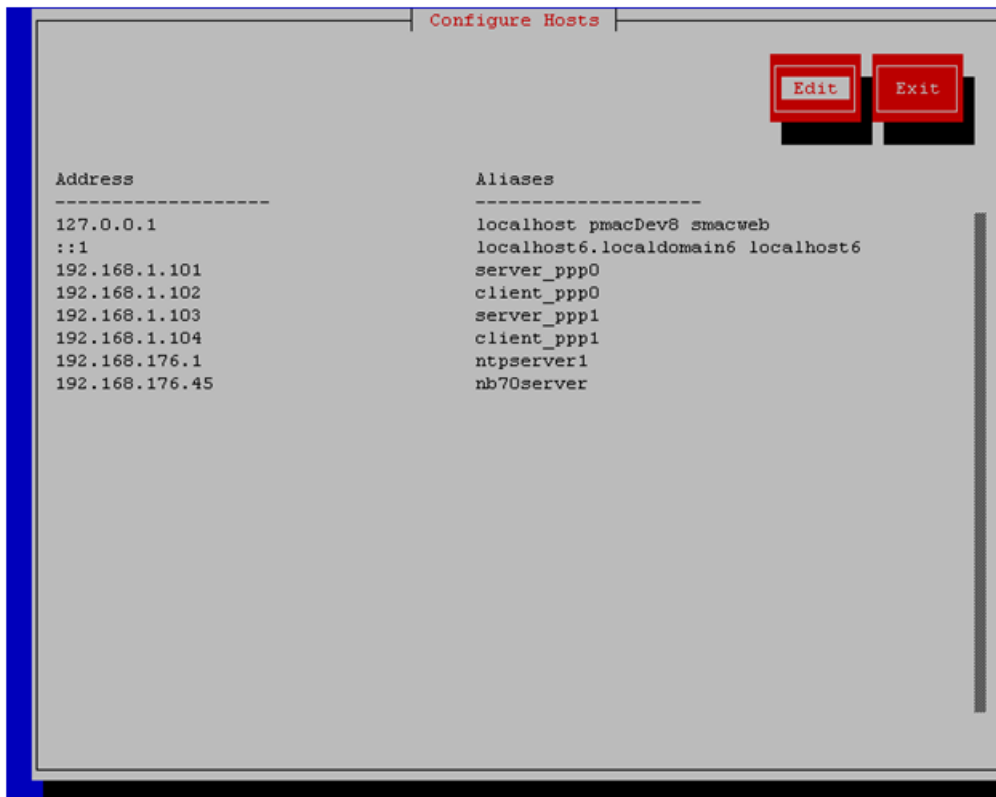 Configure Hosts
Edit Exit
Address Aliases
------------------- --------------------
127.0.0.1 localhost pmacDev8 smacweb
::1 localhost6.localdomain6 localhost6
192.168.1.101 server_ppp0
192.168.1.102 client_ppp0
192.168.1.103 server_ppp1
192.168.1.104 client_ppp1
192.168.176.1 ntpserver1
192.168.176.45 nb70server